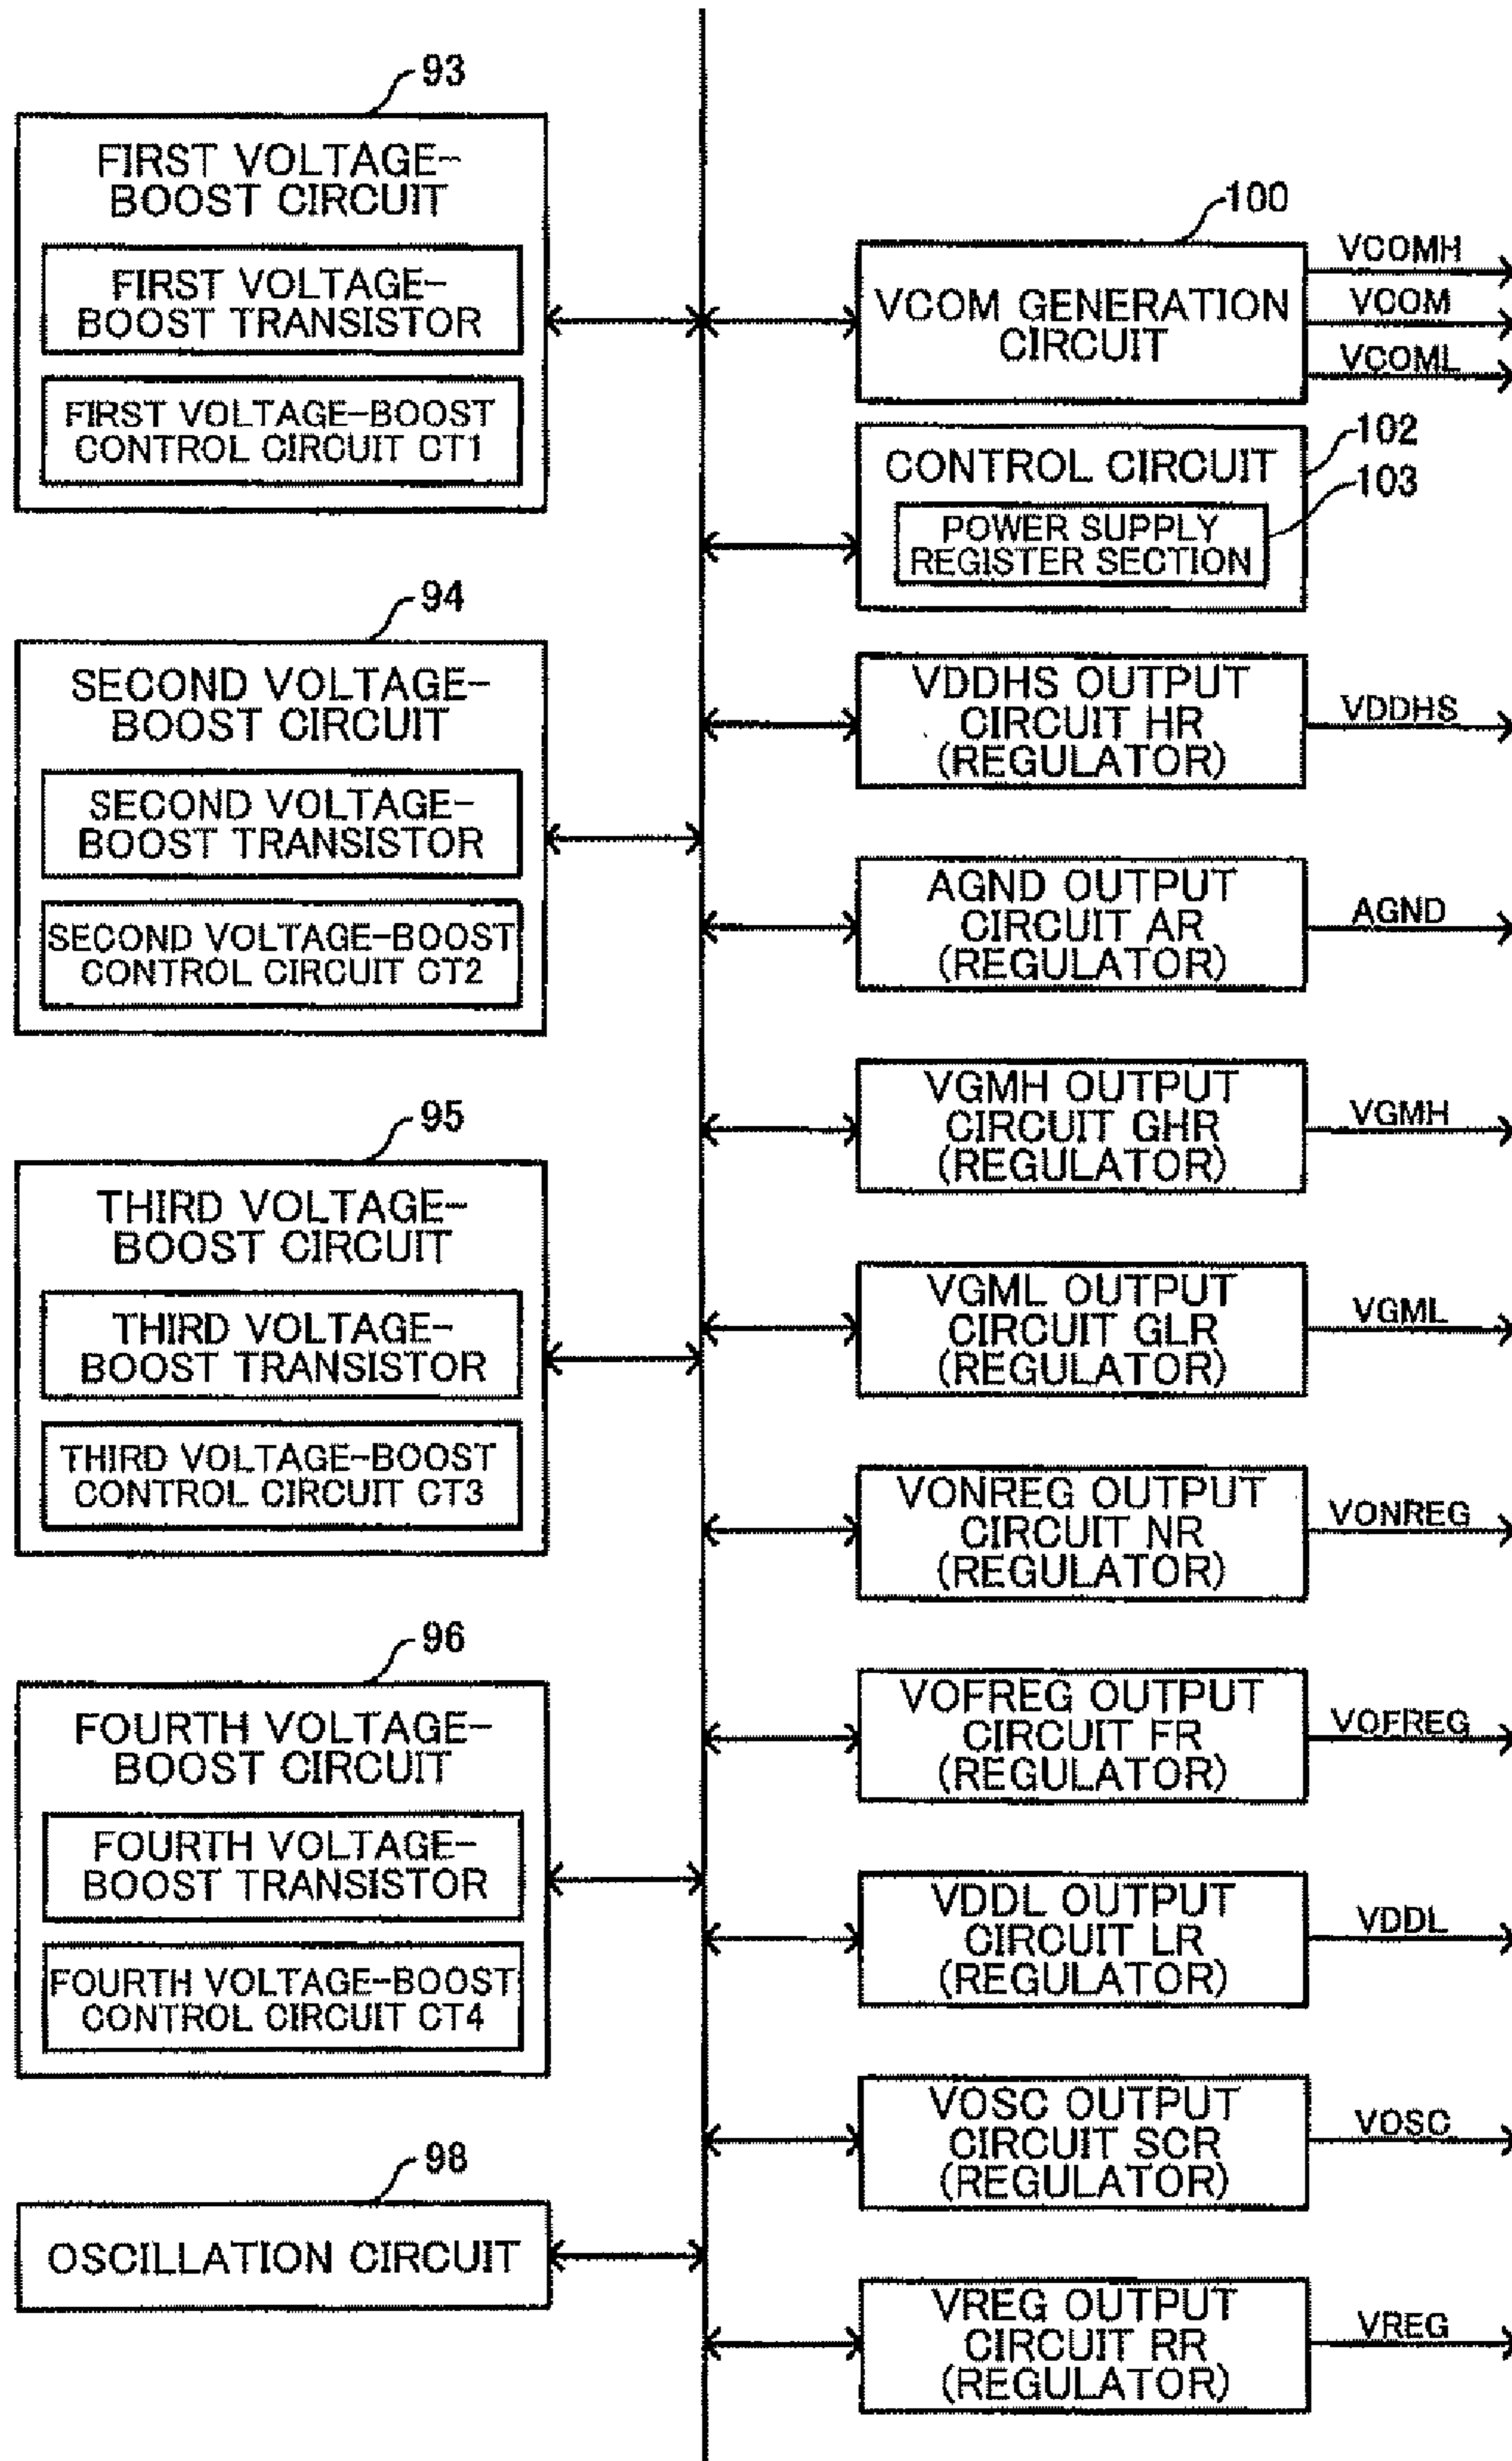 93
FIRST VOLTAGE-
BOOST CIRCUIT
FIRST VOLTAGE-
BOOST TRANSISTOR
FIRST VOLTAGE-BOOST
CONTROL CIRCUIT CT1
94
SECOND VOLTAGE-
BOOST CIRCUIT
SECOND VOLTAGE-
BOOST TRANSISTOR
SECOND VOLTAGE-BOOST
CONTROL CIRCUIT CT2
95
THIRD VOLTAGE-
BOOST CIRCUIT
THIRD VOLTAGE-
BOOST TRANSISTOR
THIRD VOLTAGE-BOOST
CONTROL CIRCUIT CT3
96
FOURTH VOLTAGE-
BOOST CIRCUIT
FOURTH VOLTAGE-
BOOST TRANSISTOR
FOURTH VOLTAGE-BOOST
CONTROL CIRCUIT CT4
98
OSCILLATION CIRCUIT
100
VCOM GENERATION
CIRCUIT
VCOMH
VCOM
VCOML
102
CONTROL CIRCUIT
103
POWER SUPPLY
REGISTER SECTION
VDDHS OUTPUT
CIRCUIT HR
(REGULATOR)
VDDHS
AGND OUTPUT
CIRCUIT AR
(REGULATOR)
AGND
VGMH OUTPUT
CIRCUIT GHR
(REGULATOR)
VGMH
VGML OUTPUT
CIRCUIT GLR
(REGULATOR)
VGML
VONREG OUTPUT
CIRCUIT NR
(REGULATOR)
VONREG
VOFREG OUTPUT
CIRCUIT FR
(REGULATOR)
VOFREG
VDDL OUTPUT
CIRCUIT LR
(REGULATOR)
VDDL
VOSC OUTPUT
CIRCUIT SCR
(REGULATOR)
VOSC
VREG OUTPUT
CIRCUIT RR
(REGULATOR)
VREG